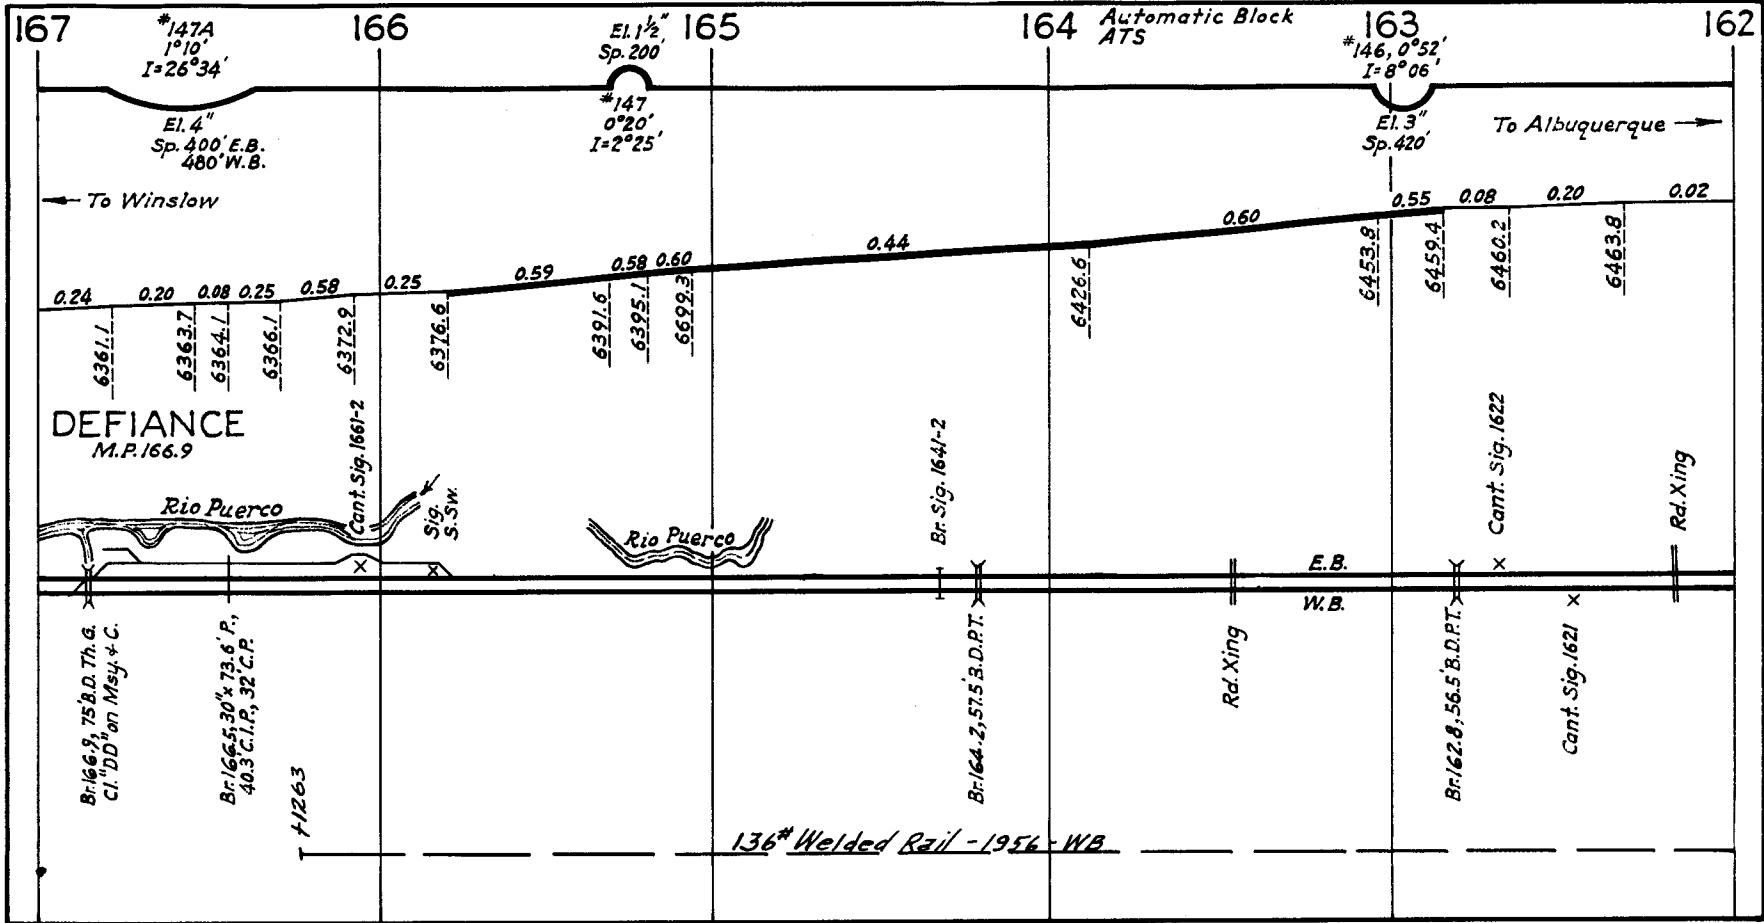 167
166
165
164
163
162
#147A
1°10'
I=26°34'
El. 1½"
Sp. 200'
Automatic Block
ATS
#146, 0°52'
I=8°06'
El. 4"
Sp. 400' E.B.
480' W.B.
#147
0°20'
I=2°25'
El. 3"
Sp. 420'
To Albuquerque →
← To Winslow
0.24
0.20
0.08
0.25
0.58
0.25
0.59
0.58
0.60
0.44
0.60
0.55
0.08
0.20
0.02
6361.1
6363.7
6364.1
6366.1
6372.9
6376.6
6391.6
6395.1
6699.3
6426.6
6453.8
6459.4
6460.2
6463.8
DEFIANCE
M.P. 166.9
Rio Puerco
Cant. Sig. 1661-2
Sig.
S. Sw.
Rio Puerco
Br. Sig. 1641-2
Cant. Sig. 1622
Rd. Xing
E.B.
W.B.
Br. 166.9, 75' B.D. Th. G.
Cl. "DD" on Msy. & C.
Br. 166.5, 30" x 73.6' P.,
40.3' C.I.P., 32' C.P.
Br. 164.2, 57.5' B.D.P.T.
Rd. Xing
Br. 162.8, 56.5' B.D.P.T.
Cant. Sig. 1621
+1263
136# Welded Rail - 1956 - WB